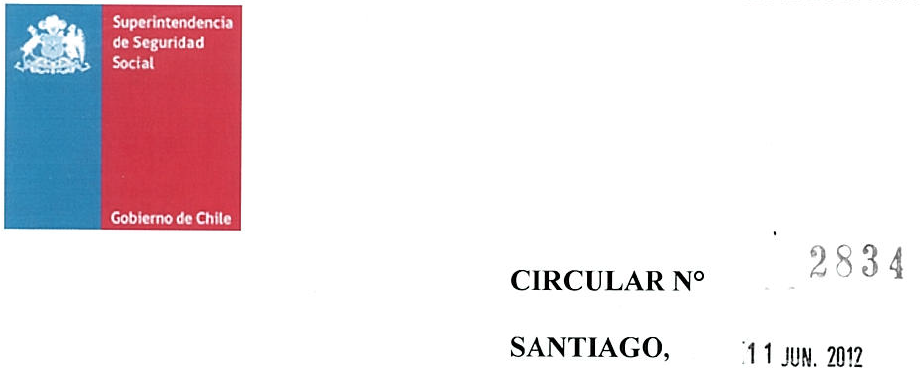 Superintendencia
de Seguridad
Social
Gobierno de Chile
CIRCULAR N° 2834
SANTIAGO, 11 JUN. 2012